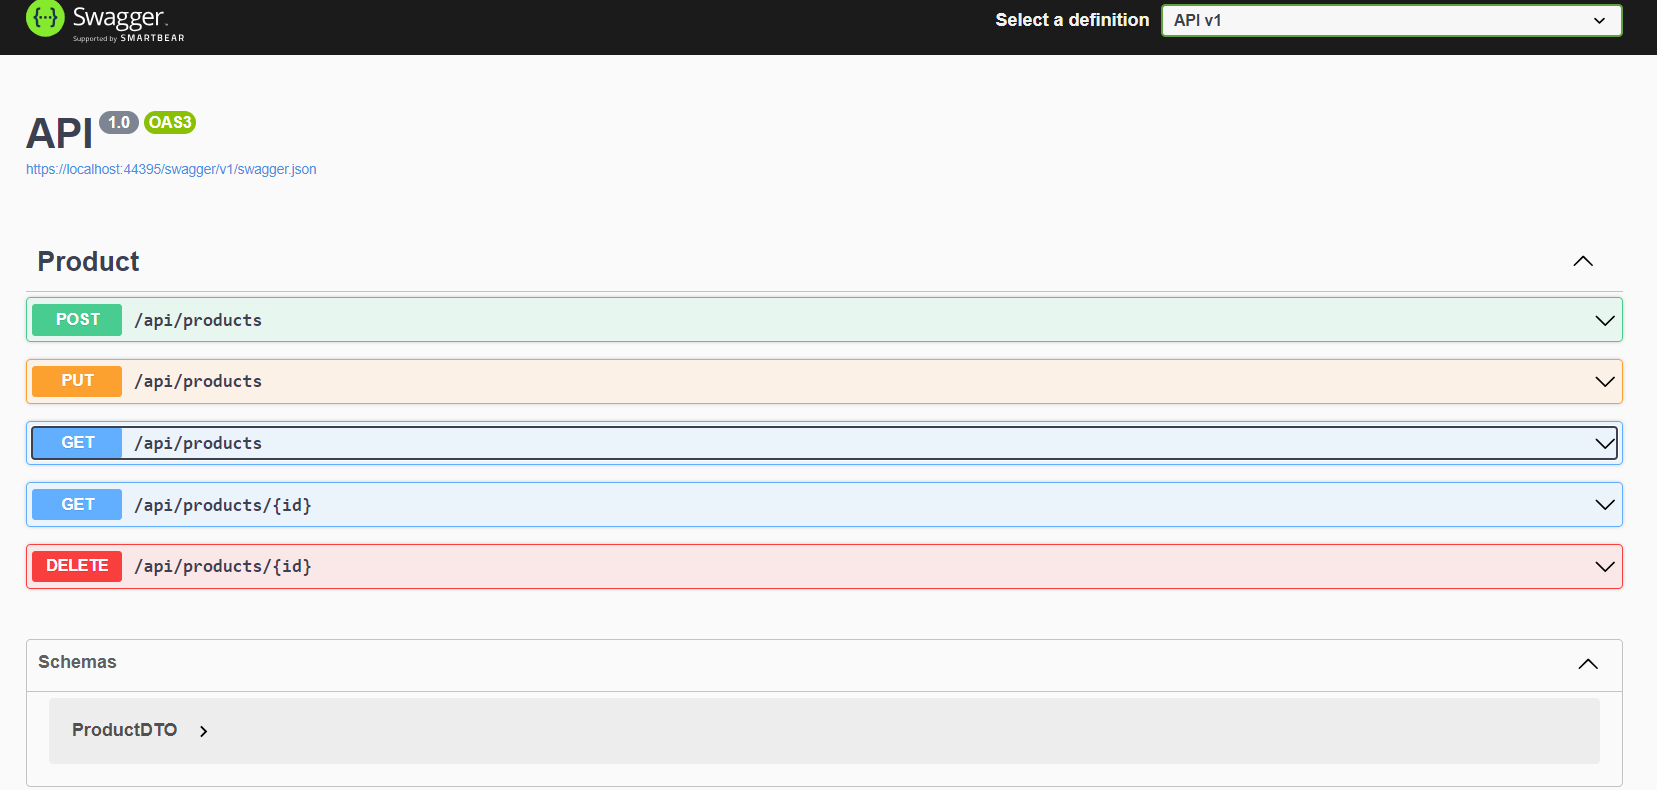 {···} Swagger
Supported by SMARTBEAR
Select a definition
API v1
API 1.0 OAS3
https://localhost:44395/swagger/v1/swagger.json
Product
POST /api/products
PUT /api/products
GET /api/products
GET /api/products/{id}
DELETE /api/products/{id}
Schemas
ProductDTO